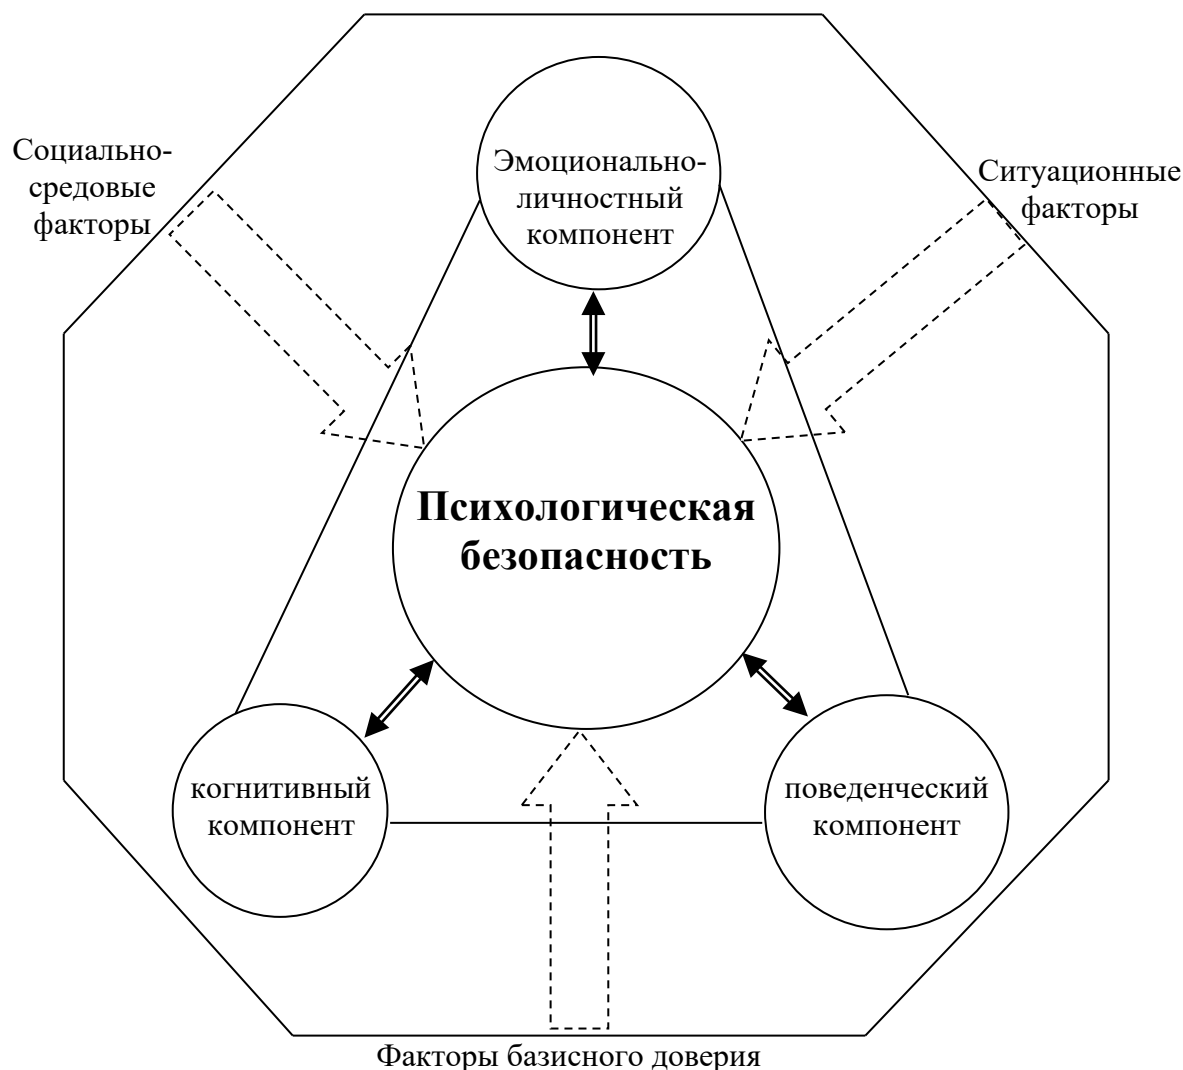 Социально-
средовые
факторы
Эмоционально-
личностный
компонент
Ситуационные
факторы
Психологическая
безопасность
когнитивный
компонент
поведенческий
компонент
Факторы базисного доверия